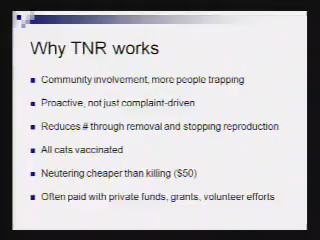 Why TNR works
Community involvement, more people trapping
Proactive, not just complaint-driven
Reduces # through removal and stopping reproduction
All cats vaccinated
Neutering cheaper than killing ($50)
Often paid with private funds, grants, volunteer efforts